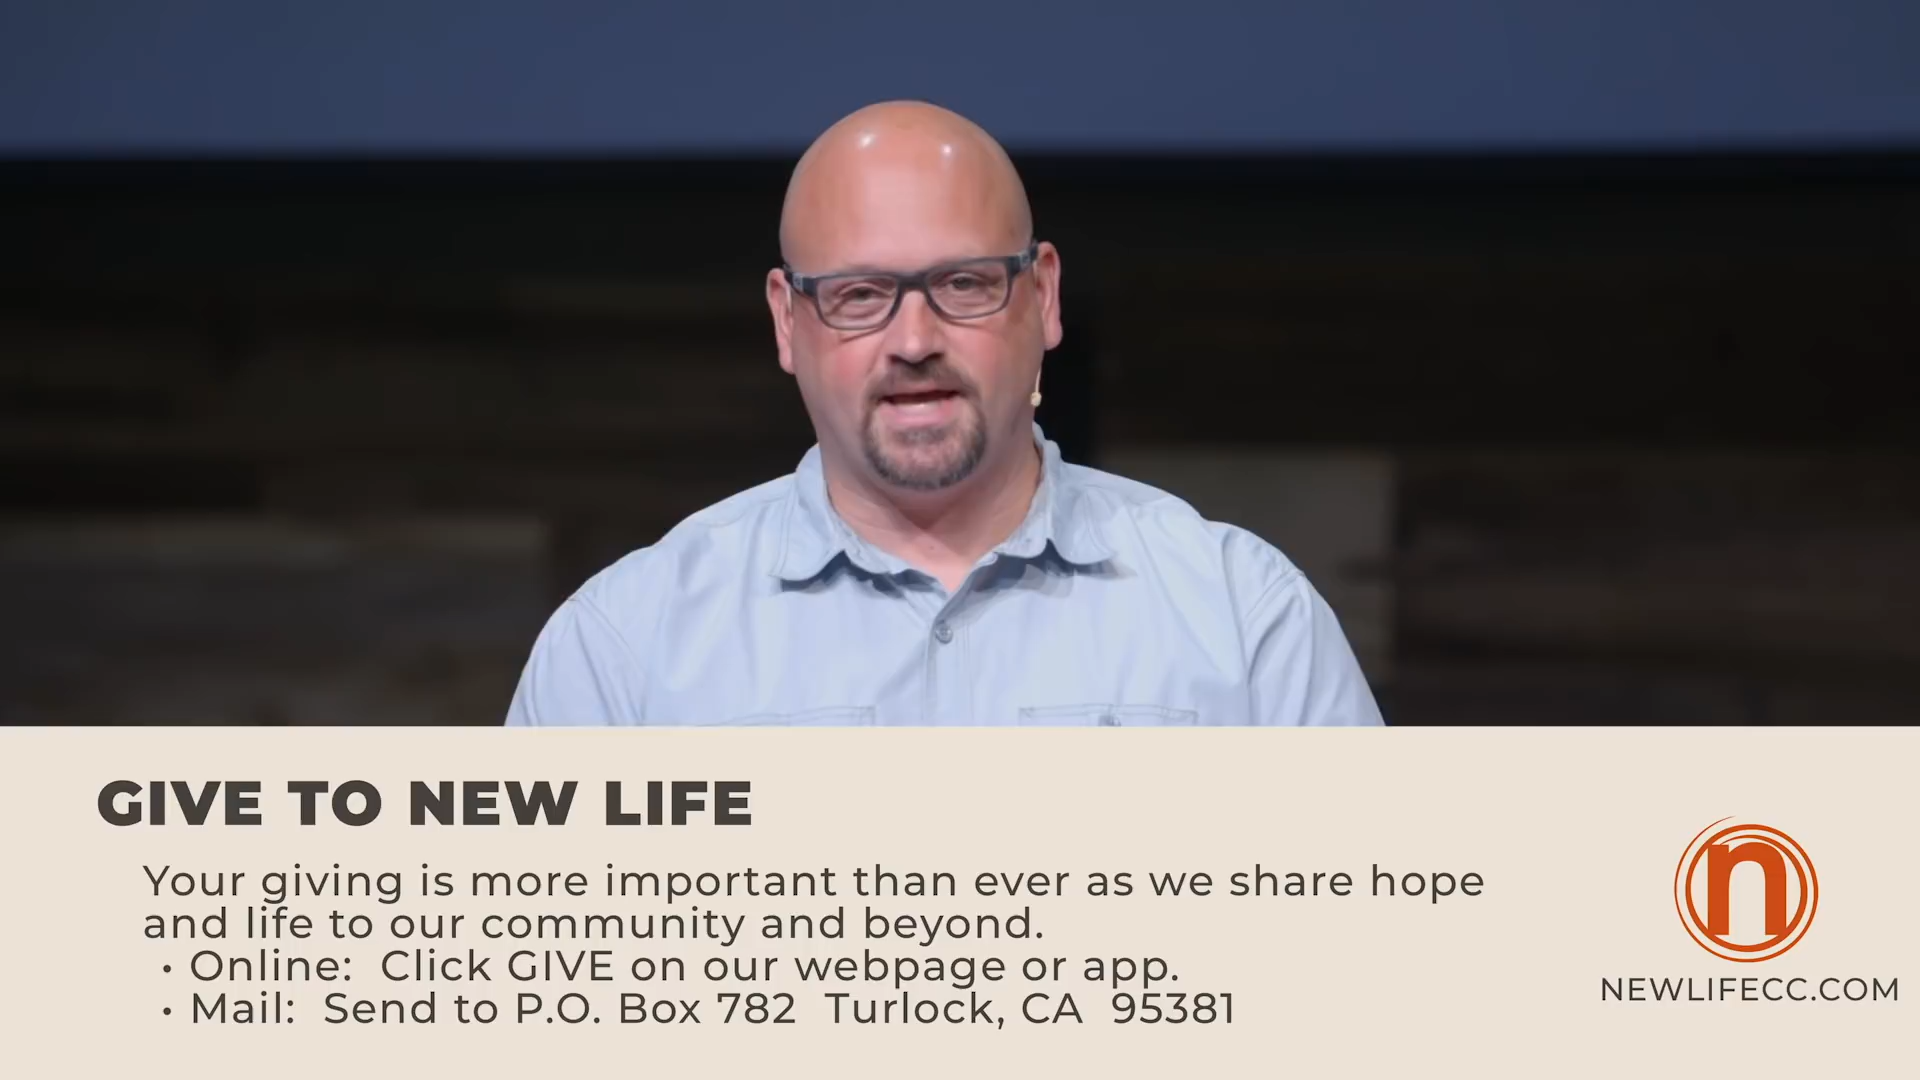 GIVE TO NEW LIFE
Your giving is more important than ever as we share hope
and life to our community and beyond.
• Online:  Click GIVE on our webpage or app.
• Mail:  Send to P.O. Box 782  Turlock, CA  95381
n
NEWLIFECC.COM